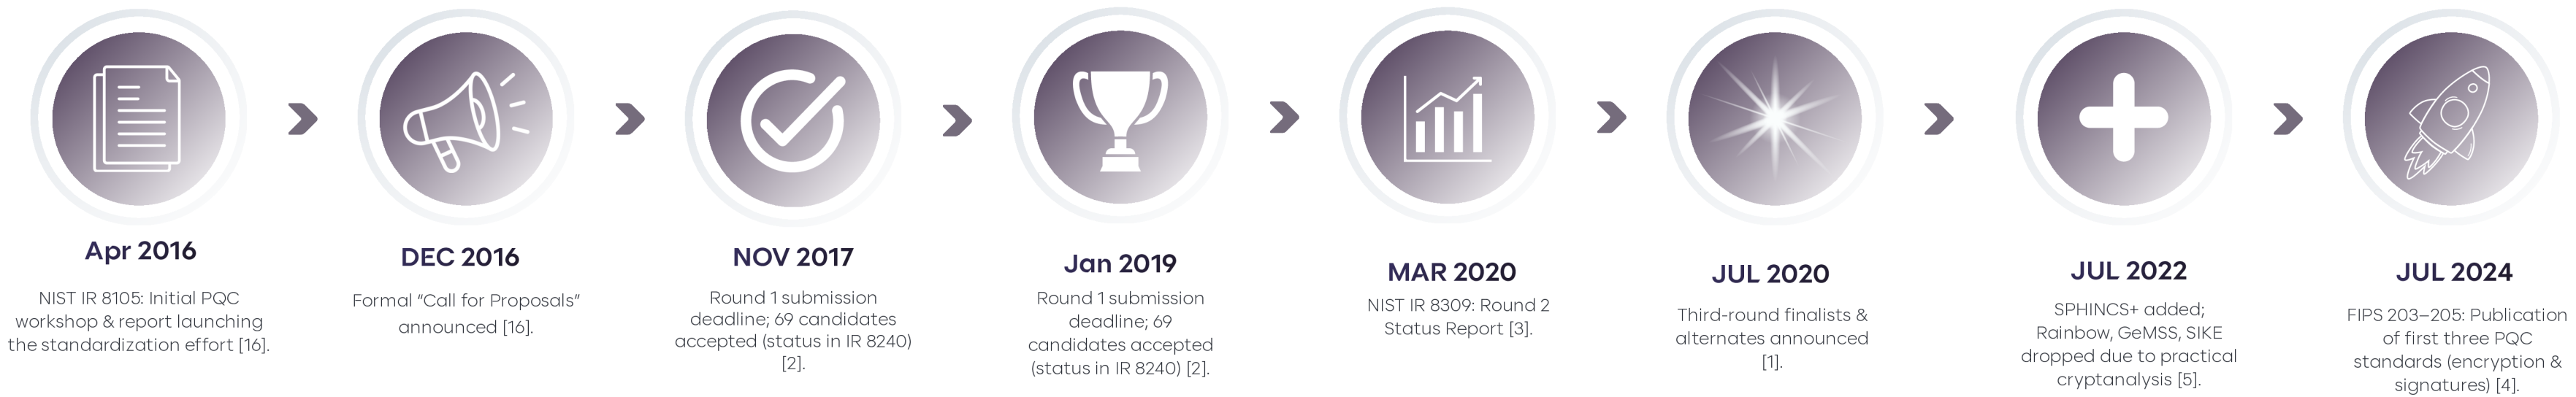 Apr 2016
NIST IR 8105: Initial PQC
workshop & report launching
the standardization effort [16].
DEC 2016
Formal “Call for Proposals”
announced [16].
NOV 2017
Round 1 submission
deadline; 69 candidates
accepted (status in IR 8240)
[2].
Jan 2019
Round 1 submission
deadline; 69
candidates accepted
(status in IR 8240) [2].
MAR 2020
NIST IR 8309: Round 2
Status Report [3].
JUL 2020
Third-round finalists &
alternates announced
[1].
JUL 2022
SPHINCS+ added;
Rainbow, GeMSS, SIKE
dropped due to practical
cryptanalysis [5].
JUL 2024
FIPS 203–205: Publication
of first three PQC
standards (encryption &
signatures) [4].